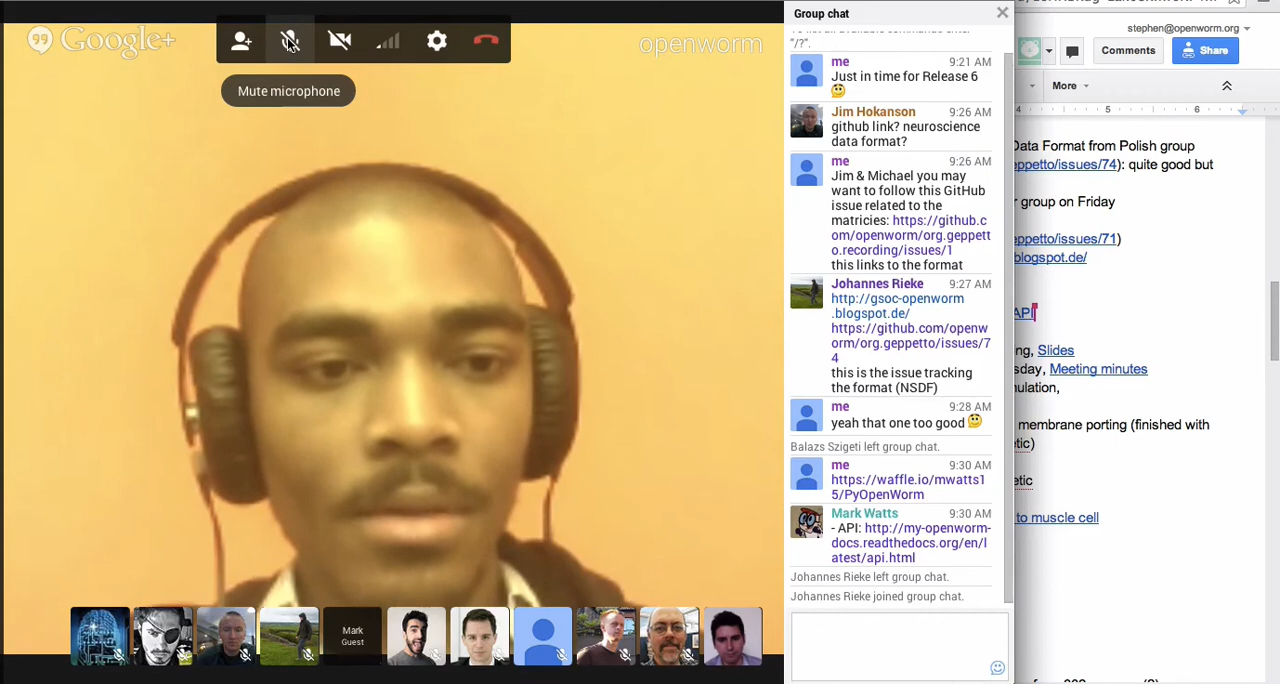 Google+
openworm
Mute microphone
Mark
Guest
Group chat
"/?".
me 9:21 AM
Just in time for Release 6
Jim Hokanson 9:26 AM
github link? neuroscience
data format?
me 9:26 AM
Jim & Michael you may
want to follow this GitHub
issue related to the
matricies: https://github.c
om/openworm/org.geppett
o.recording/issues/1
this links to the format
Johannes Rieke 9:27 AM
http://gsoc-openworm
.blogspot.de/
https://github.com/openw
orm/org.geppetto/issues/7
4
this is the issue tracking
the format (NSDF)
me 9:28 AM
yeah that one too good
Balazs Szigeti left group chat.
me 9:30 AM
https://waffle.io/mwatts1
5/PyOpenWorm
Mark Watts 9:30 AM
- API: http://my-openworm-
docs.readthedocs.org/en/l
atest/api.html
Johannes Rieke left group chat.
Johannes Rieke joined group chat.
stephen@openworm.org
Comments
Share
More
4 5 6
Data Format from Polish group
eppetto/issues/74): quite good but
r group on Friday
eppetto/issues/71)
blogspot.de/
API
ng, Slides
sday, Meeting minutes
nulation,
membrane porting (finished with
etic)
etic
to muscle cell